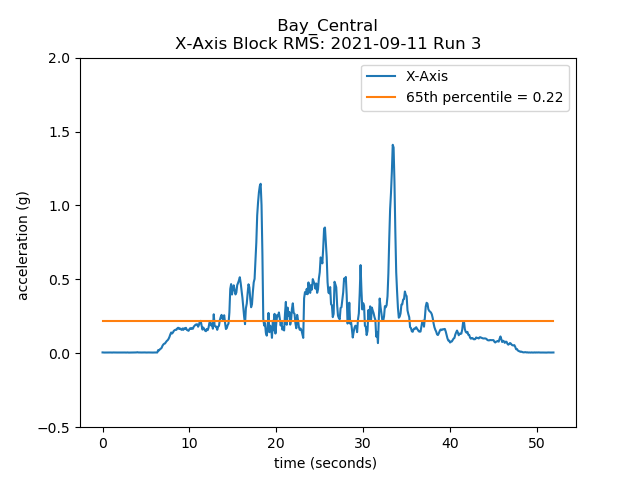 Bay_Central
X-Axis Block RMS: 2021-09-11 Run 3
2.0
1.5
1.0
0.5
0.0
−0.5
acceleration (g)
X-Axis
65th percentile = 0.22
0 10 20 30 40 50
time (seconds)